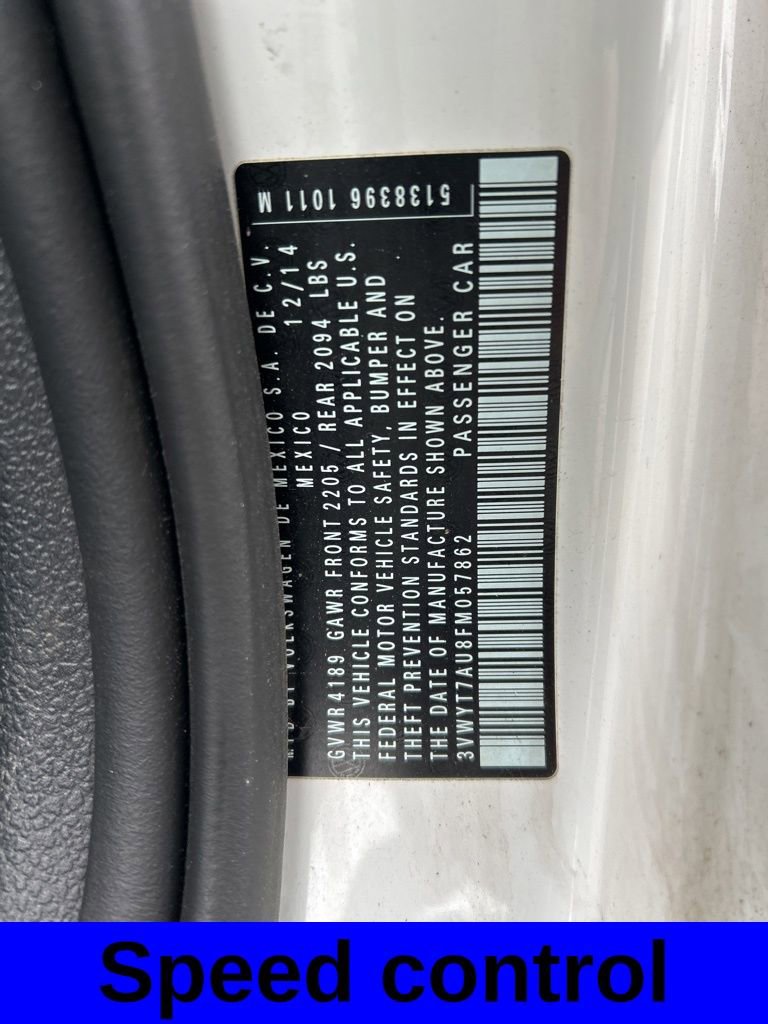 MFD BY VOLKSWAGEN DE MEXICO S.A. DE C.V.
MEXICO 12/14
GVWR 4189 GAWR FRONT 2205 / REAR 2094 LBS
THIS VEHICLE CONFORMS TO ALL APPLICABLE U.S.
FEDERAL MOTOR VEHICLE SAFETY, BUMPER AND
THEFT PREVENTION STANDARDS IN EFFECT ON
THE DATE OF MANUFACTURE SHOWN ABOVE.
3VWYT7AU8FM057862 PASSENGER CAR
5138396 1011 M
Speed control